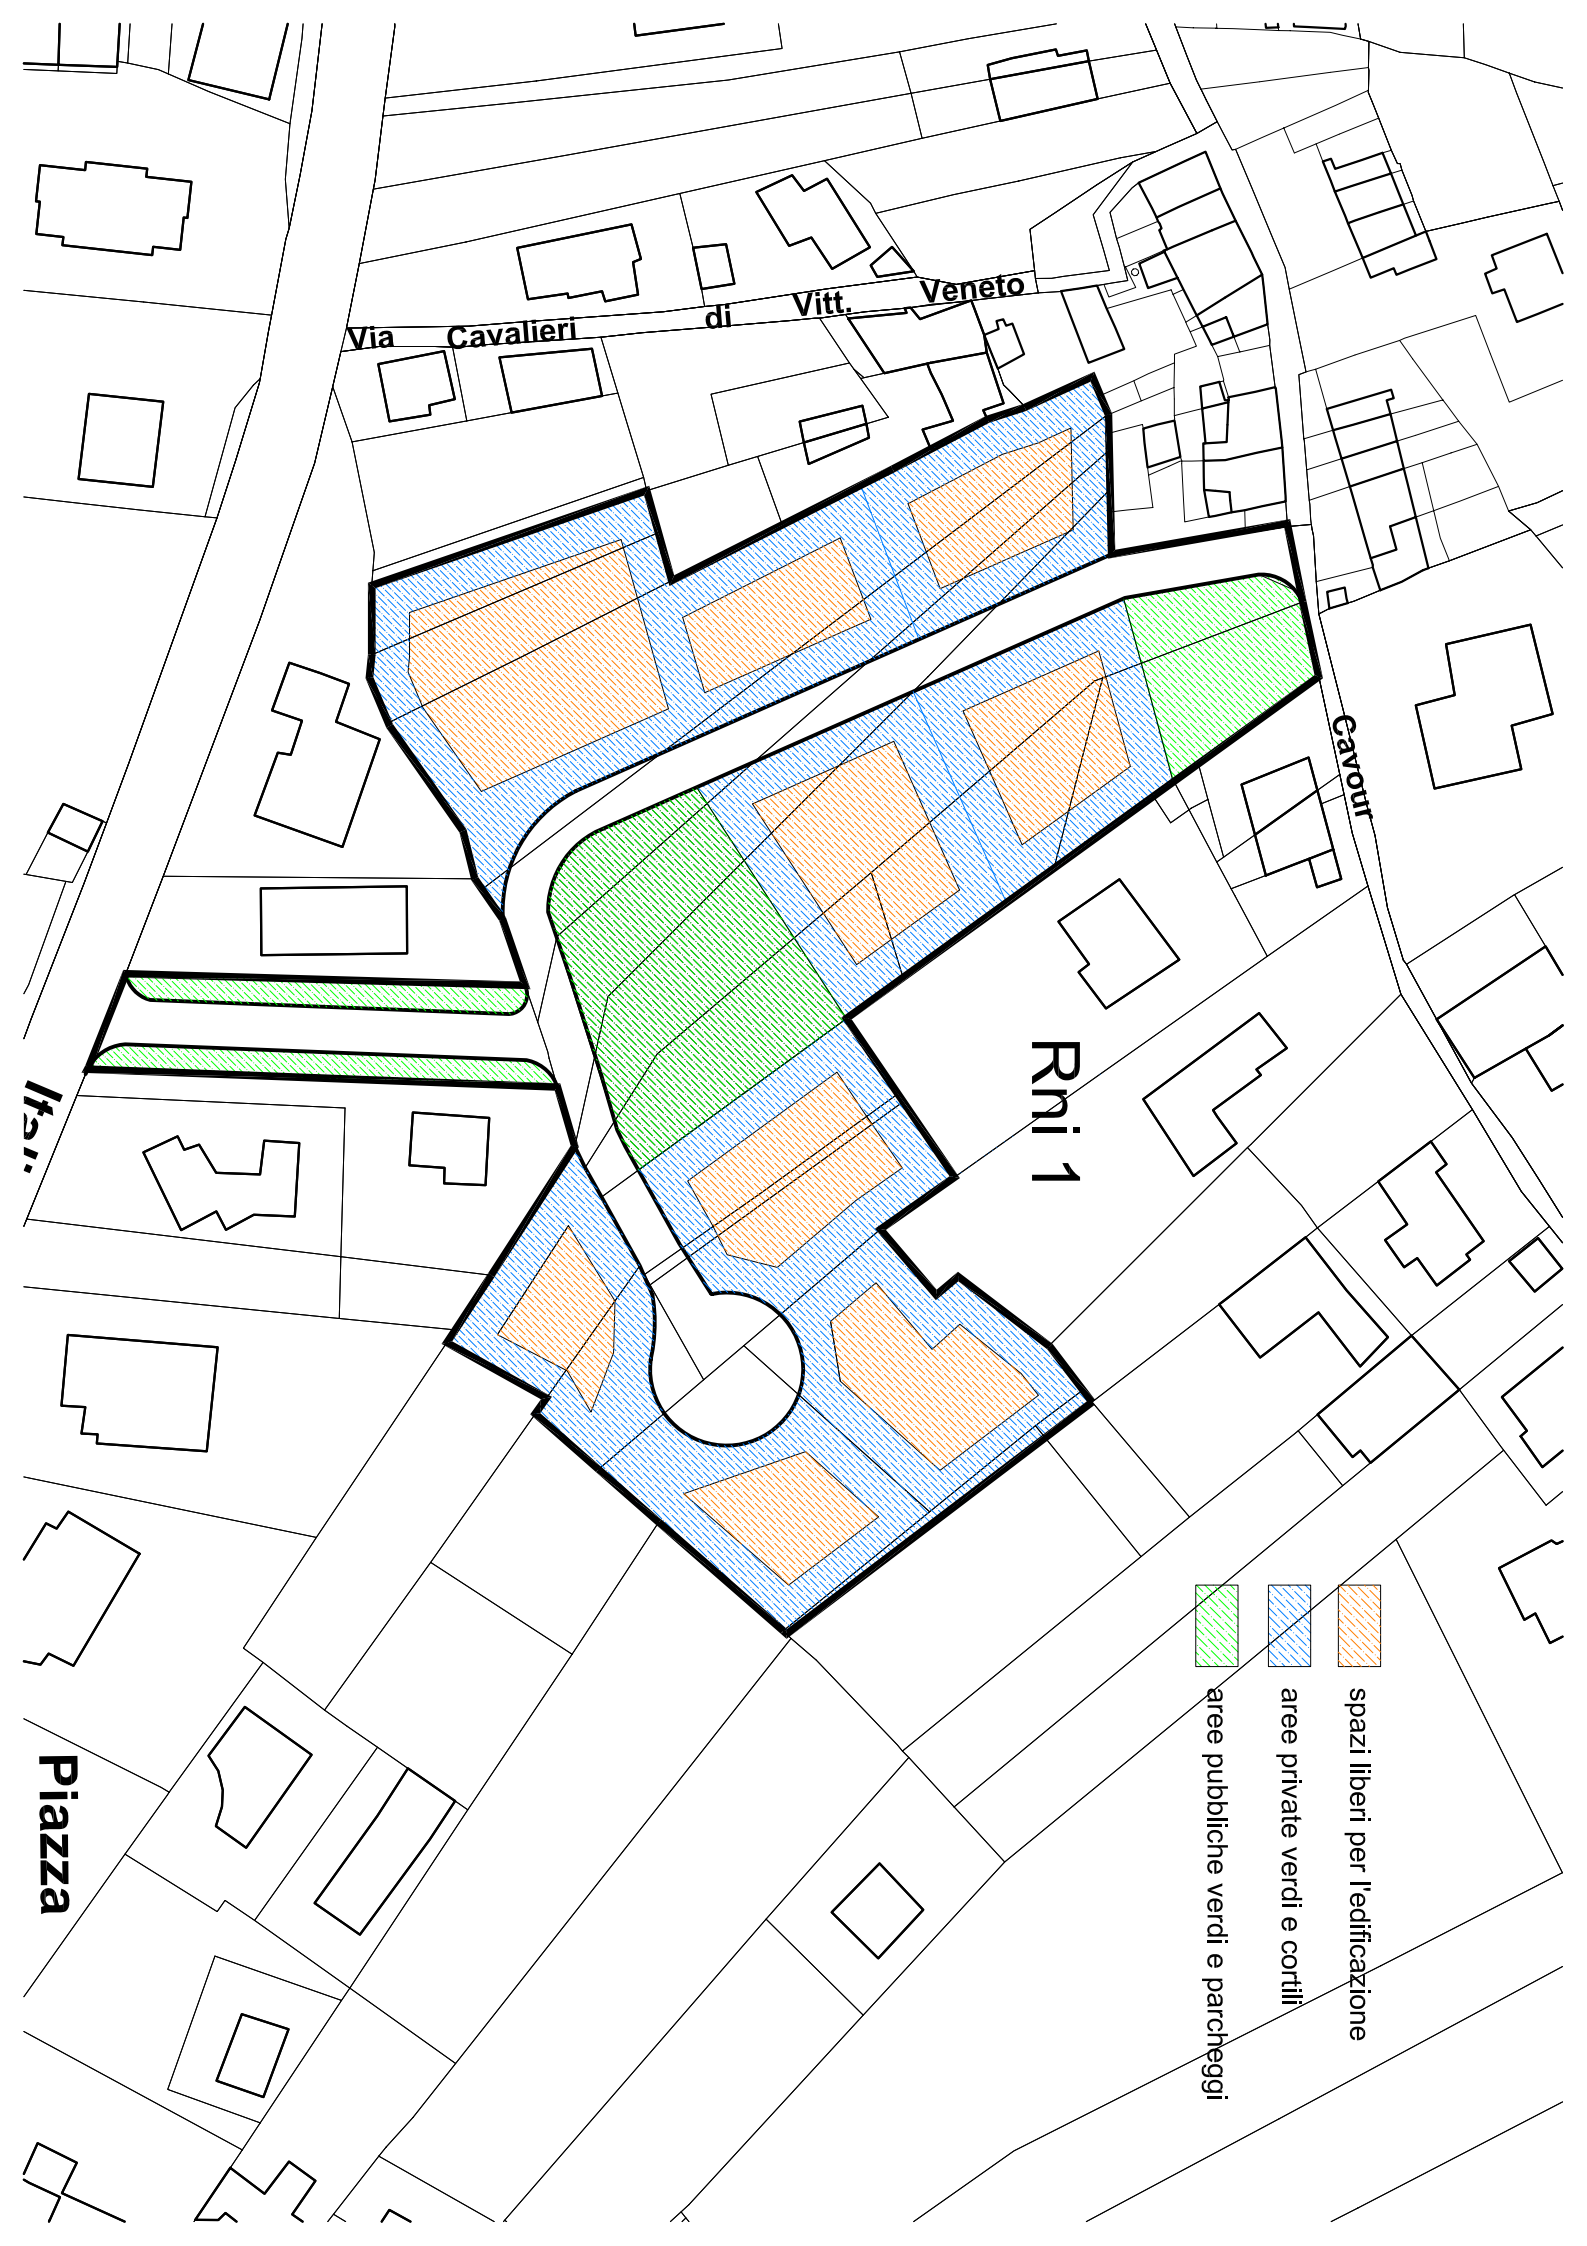 Via Cavalieri di Vitt. Veneto
Cavour
Rni 1
spazi liberi per l'edificazione
aree private verdi e cortili
aree pubbliche verdi e parcheggi
Piazza